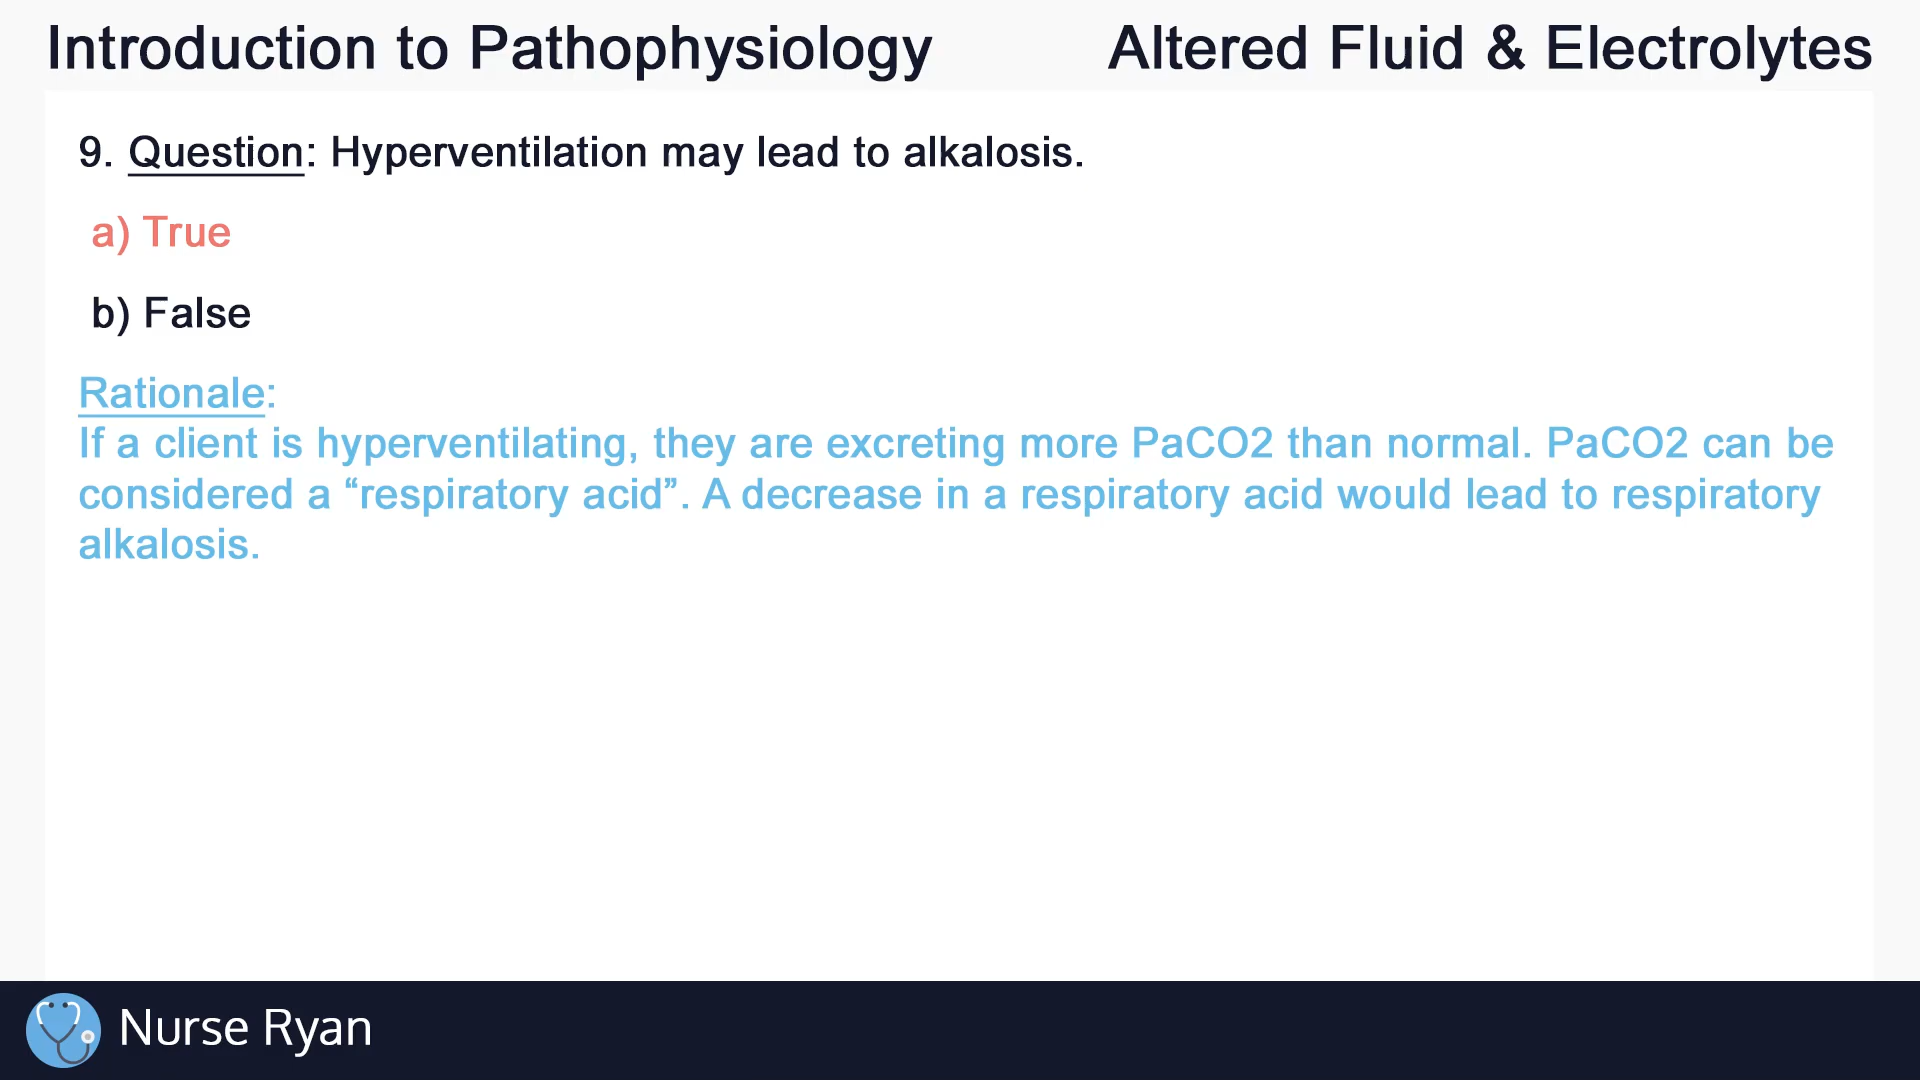 Introduction to Pathophysiology
Altered Fluid & Electrolytes
9. Question: Hyperventilation may lead to alkalosis.
a) True
b) False
Rationale:
If a client is hyperventilating, they are excreting more PaCO2 than normal. PaCO2 can be
considered a “respiratory acid”. A decrease in a respiratory acid would lead to respiratory
alkalosis.
Nurse Ryan